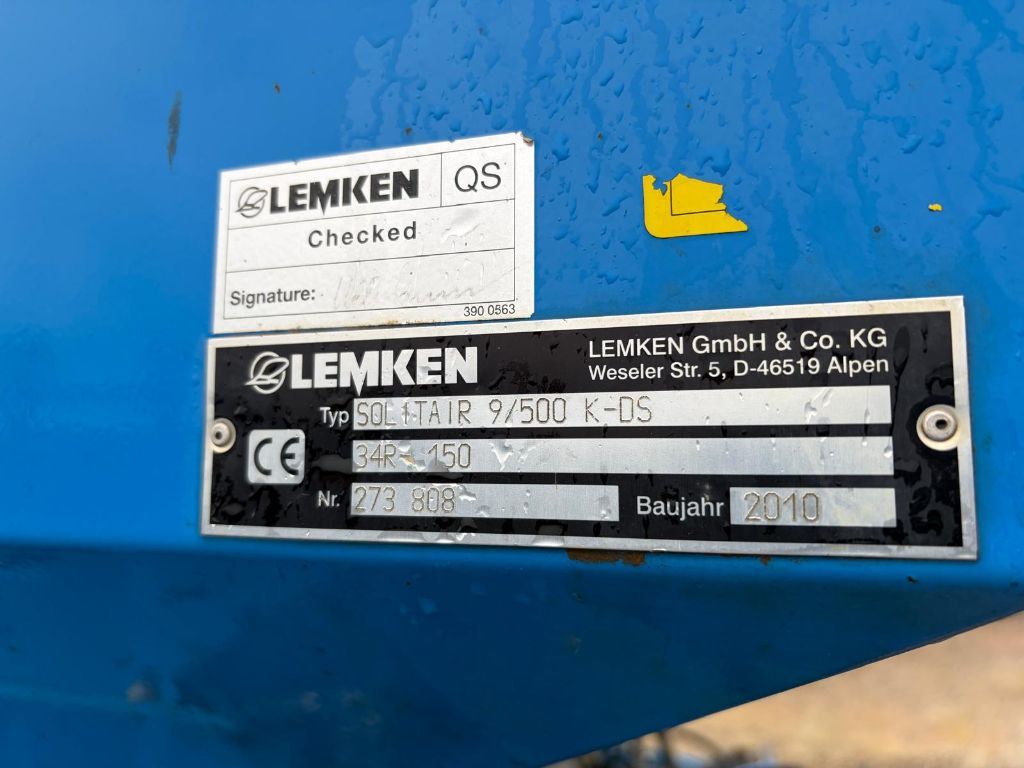 LEMKEN QS
Checked
Signature:
390 0563
LEMKEN
LEMKEN GmbH & Co. KG
Weseler Str. 5, D-46519 Alpen
Typ SOLITAIR 9/500 K-DS
CE
34R- 150
Nr. 273 808 Baujahr 2010